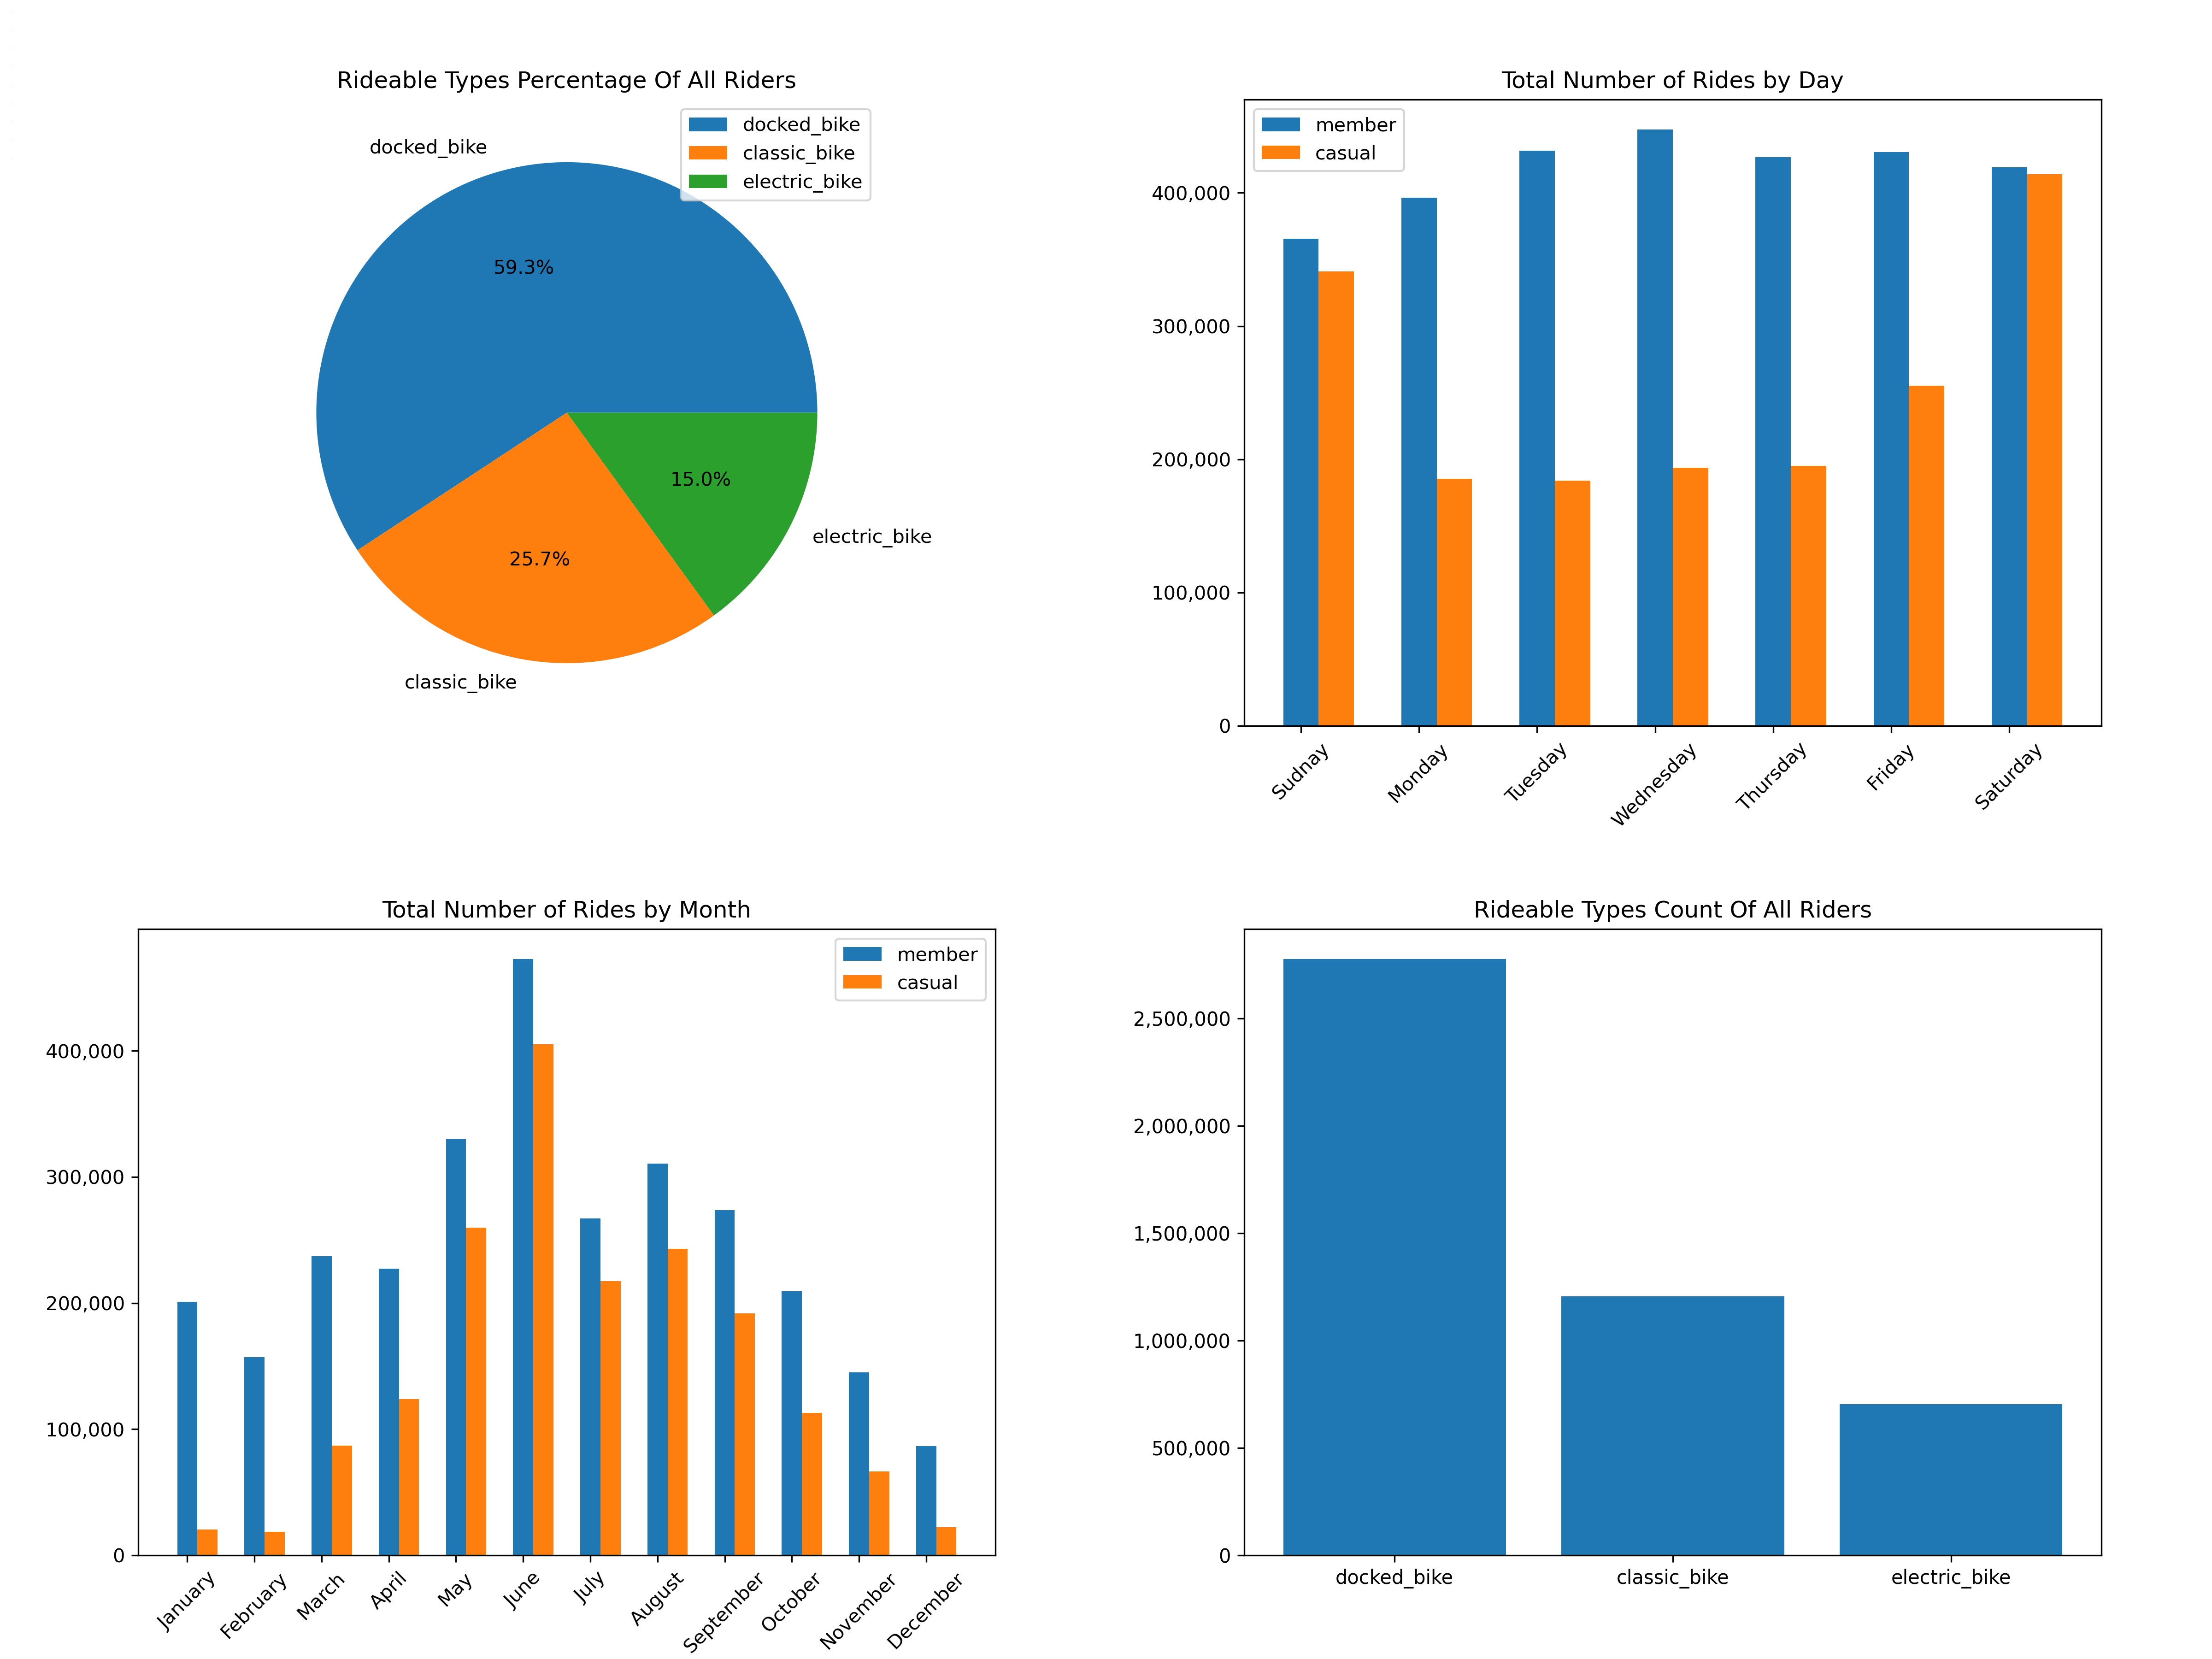 Rideable Types Percentage Of All Riders
docked_bike
classic_bike
electric_bike
docked_bike
59.3%
15.0%
electric_bike
25.7%
classic_bike
Total Number of Rides by Day
member
casual
400,000
300,000
200,000
100,000
0
Sudnay
Monday
Tuesday
Wednesday
Thursday
Friday
Saturday
Total Number of Rides by Month
member
casual
400,000
300,000
200,000
100,000
0
January
February
March
April
May
June
July
August
September
October
November
December
Rideable Types Count Of All Riders
2,500,000
2,000,000
1,500,000
1,000,000
500,000
0
docked_bike
classic_bike
electric_bike